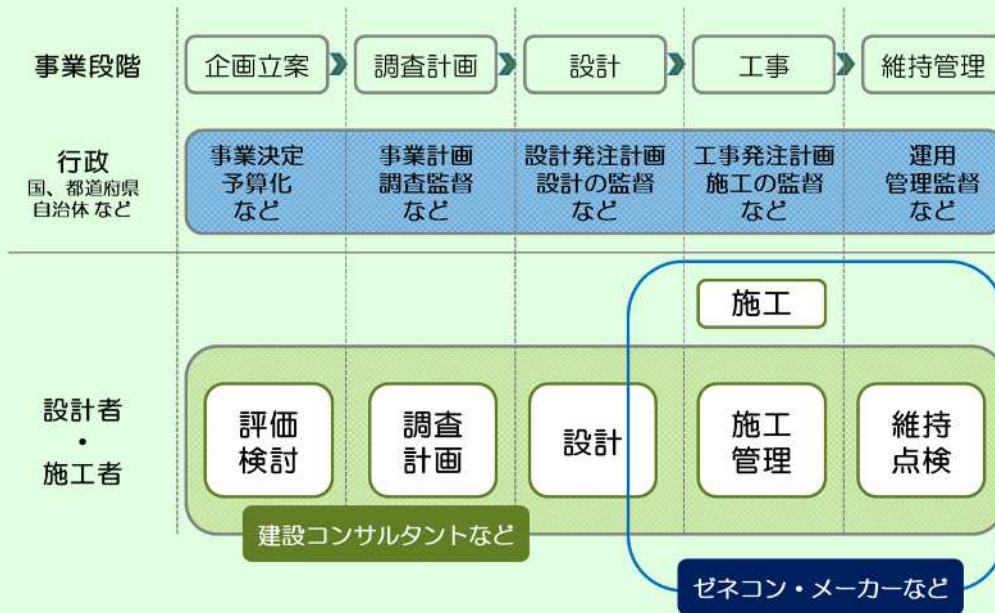 事業段階
企画立案
調査計画
設計
工事
維持管理
行政
国、都道府県
自治体 など
事業決定
予算化
など
事業計画
調査監督
など
設計発注計画
設計の監督
など
工事発注計画
施工の監督
など
運用
管理監督
など
設計者
・
施工者
施工
評価
検討
調査
計画
設計
施工
管理
維持
点検
建設コンサルタントなど
ゼネコン・メーカーなど